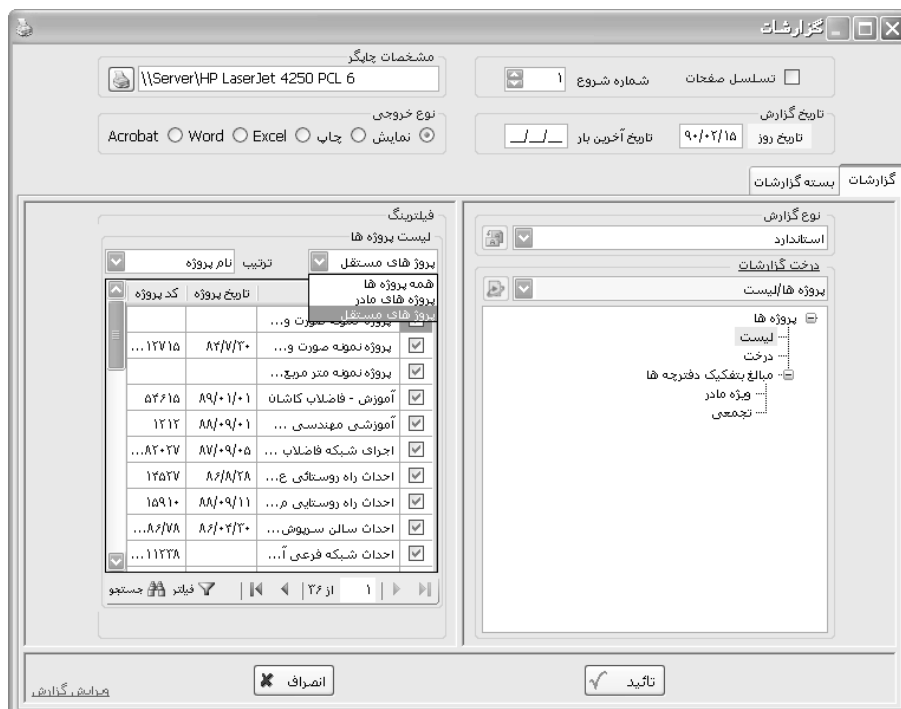 گزارشات
تسلسل صفحات
شماره شروع ۱
مشخصات چاپگر
\\Server\HP LaserJet 4250 PCL 6
تاریخ گزارش
تاریخ روز ۹۰/۰۲/۱۵ تاریخ آخرین بار __/__/__
نوع خروجی
نمایش چاپ Excel Word Acrobat
گزارشات بسته گزارشات
نوع گزارش
استاندارد
درخت گزارشات
پروژه ها/لیست
پروژه ها
لیست
درخت
مبالغ بتفکیک دفترچه ها
ویژه مادر
تجمعی
فیلترینگ
لیست پروژه ها
پروژ های مستقل ترتیب نام پروژه
همه پروژه ها
پروژه های مادر
پروژ های مستقل
تاریخ پروژه کد پروژه
پروژه نمونه صورت و...
پروژه نمونه صورت و... ۸۴/۷/۳۰ ۱۲۷۱۵...
پروژه نمونه متر مربع...
آموزش - فاضلاب کاشان ۸۹/۰۱/۰۱ ۵۴۶۱۵
آموزشی مهندسی ... ۸۸/۰۹/۰۱ ۱۲۱۲
اجرای شبکه فاضلاب ... ۸۷/۰۹/۰۵ ۸۲۰۲۷...
احداث راه روستائی ع... ۸۶/۸/۲۸ ۱۴۵۲۷
احداث راه روستایی م... ۸۸/۰۹/۱۱ ۱۵۹۱۰
احداث سالن سرپوش... ۸۶/۰۴/۳۰ ۸۶/۷۸...
احداث شبکه فرعی آ... ۱۱۲۳۸...
۱ از ۳۶ فیلتر جستجو
تائید
انصراف
ویرایش گزارش